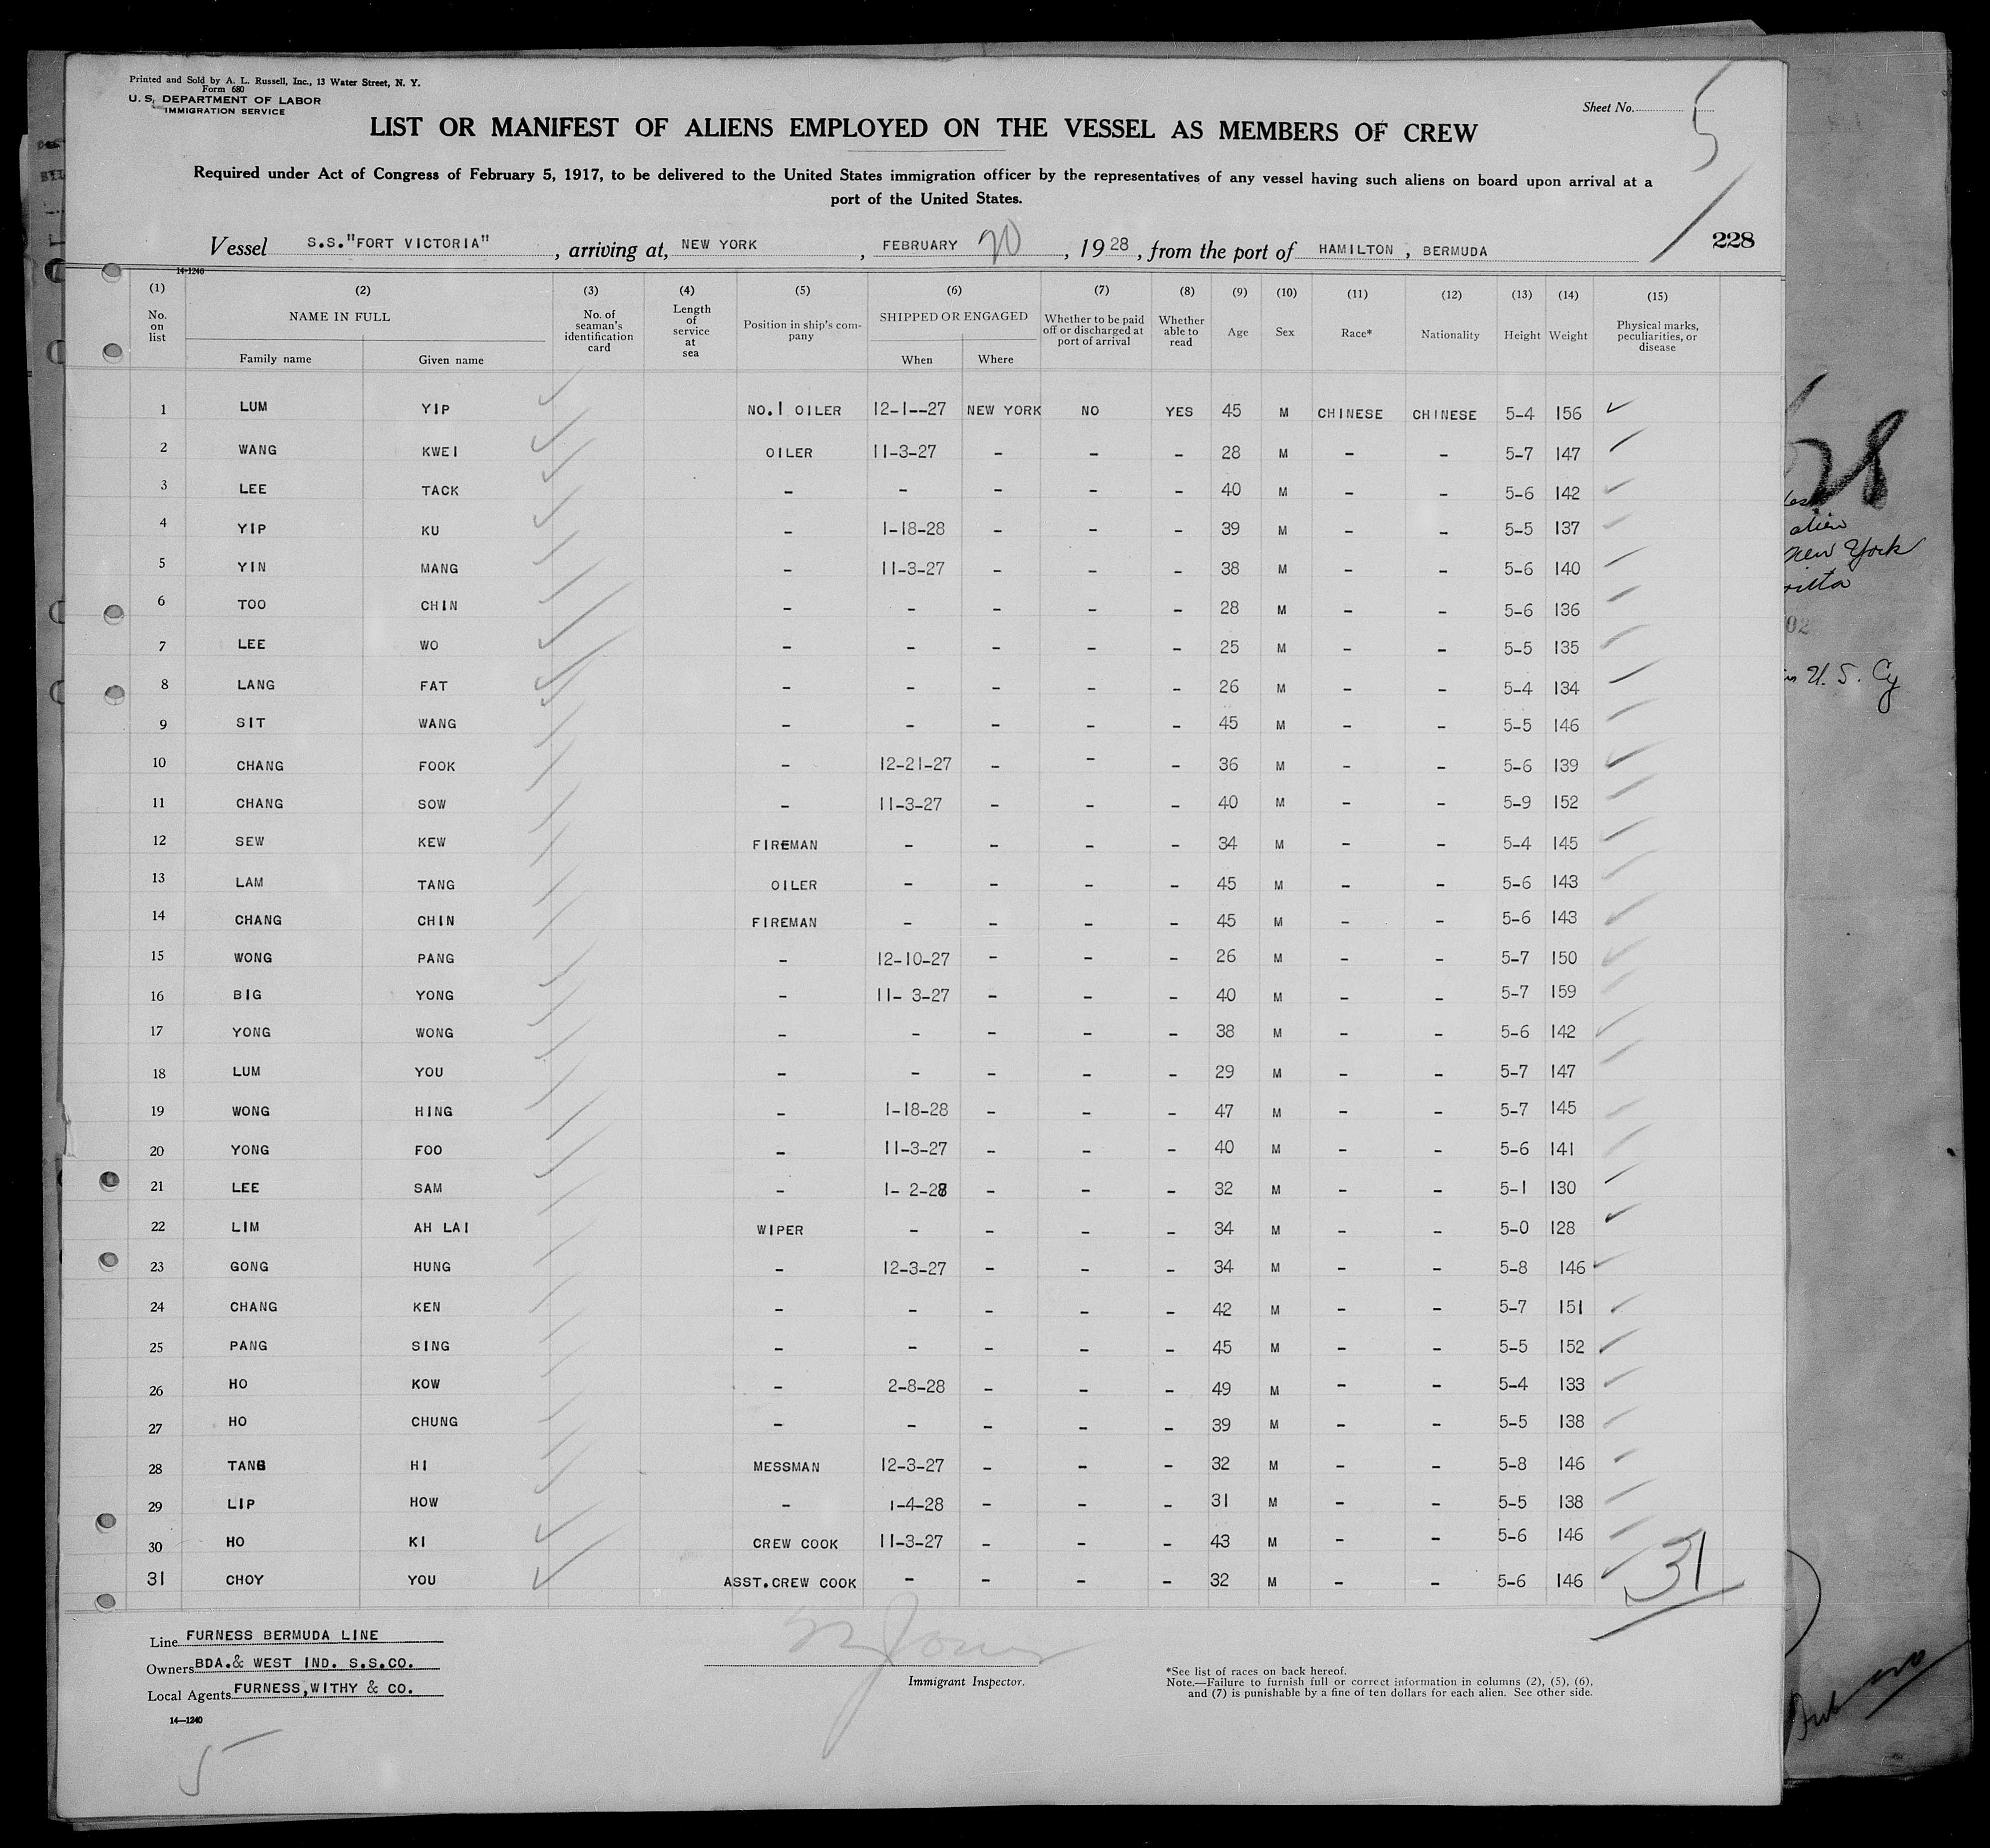 Printed and Sold by A. L. Russell, Inc., 13 Water Street, N. Y.
Form 680
U. S. DEPARTMENT OF LABOR
IMMIGRATION SERVICE
Sheet No. 5
LIST OR MANIFEST OF ALIENS EMPLOYED ON THE VESSEL AS MEMBERS OF CREW
Required under Act of Congress of February 5, 1917, to be delivered to the United States immigration officer by the representatives of any vessel having such aliens on board upon arrival at a
port of the United States.
Vessel S.S."FORT VICTORIA", arriving at, NEW YORK, FEBRUARY 20, 1928, from the port of HAMILTON, BERMUDA
228
14-1240
(1) (2) (3) (4) (5) (6) (7) (8) (9) (10) (11) (12) (13) (14) (15)
No. on list NAME IN FULL Family name Given name No. of seaman's identification card Length of service at sea Position in ship's company SHIPPED OR ENGAGED When Where Whether to be paid off or discharged at port of arrival Whether able to read Age Sex Race* Nationality Height Weight Physical marks, peculiarities, or disease
1 LUM YIP NO.1 OILER 12-1--27 NEW YORK NO YES 45 M CHINESE CHINESE 5-4 156
2 WANG KWEI OILER 11-3-27 - - - 28 M - - 5-7 147
3 LEE TACK - - - - - 40 M - - 5-6 142
4 YIP KU - 1-18-28 - - - 39 M - - 5-5 137
5 YIN MANG - 11-3-27 - - - 38 M - - 5-6 140
6 TOO CHIN - - - - - 28 M - - 5-6 136
7 LEE WO - - - - - 25 M - - 5-5 135
8 LANG FAT - - - - - 26 M - - 5-4 134
9 SIT WANG - - - - - 45 M - - 5-5 146
10 CHANG FOOK - 12-21-27 - - - 36 M - - 5-6 139
11 CHANG SOW - 11-3-27 - - - 40 M - - 5-9 152
12 SEW KEW FIREMAN - - - - 34 M - - 5-4 145
13 LAM TANG OILER - - - - 45 M - - 5-6 143
14 CHANG CHIN FIREMAN - - - - 45 M - - 5-6 143
15 WONG PANG - 12-10-27 - - - 26 M - - 5-7 150
16 BIG YONG - 11- 3-27 - - - 40 M - - 5-7 159
17 YONG WONG - - - - - 38 M - - 5-6 142
18 LUM YOU - - - - - 29 M - - 5-7 147
19 WONG HING - 1-18-28 - - - 47 M - - 5-7 145
20 YONG FOO - 11-3-27 - - - 40 M - - 5-6 141
21 LEE SAM - 1- 2-28 - - - 32 M - - 5-1 130
22 LIM AH LAI WIPER - - - - 34 M - - 5-0 128
23 GONG HUNG - 12-3-27 - - - 34 M - - 5-8 146
24 CHANG KEN - - - - - 42 M - - 5-7 151
25 PANG SING - - - - - 45 M - - 5-5 152
26 HO KOW - 2-8-28 - - - 49 M - - 5-4 133
27 HO CHUNG - - - - - 39 M - - 5-5 138
28 TANG HI MESSMAN 12-3-27 - - - 32 M - - 5-8 146
29 LIP HOW - 1-4-28 - - - 31 M - - 5-5 138
30 HO KI CREW COOK 11-3-27 - - - 43 M - - 5-6 146
31 CHOY YOU ASST.CREW COOK - - - - 32 M - - 5-6 146
31
Line FURNESS BERMUDA LINE
Owners BDA.& WEST IND. S.S.CO.
Local Agents FURNESS,WITHY & CO.
14—1240
Immigrant Inspector.
*See list of races on back hereof.
Note.—Failure to furnish full or correct information in columns (2), (5), (6),
and (7) is punishable by a fine of ten dollars for each alien. See other side.
5
28
alien
New York
02
U. S. Cy